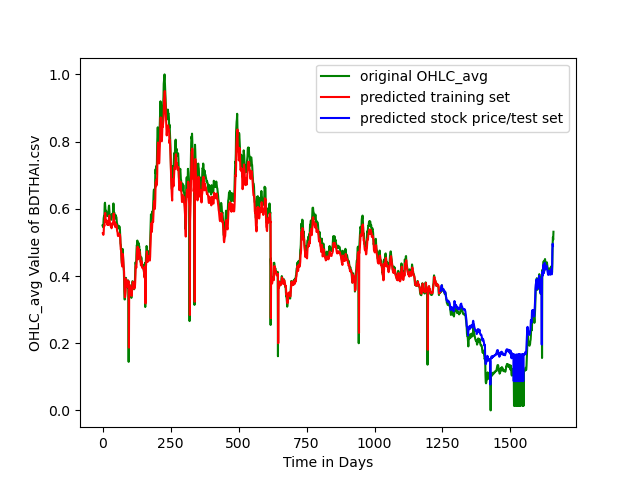 original OHLC_avg
predicted training set
predicted stock price/test set
OHLC_avg Value of BDTHAI.csv
1.0
0.8
0.6
0.4
0.2
0.0
0 250 500 750 1000 1250 1500
Time in Days